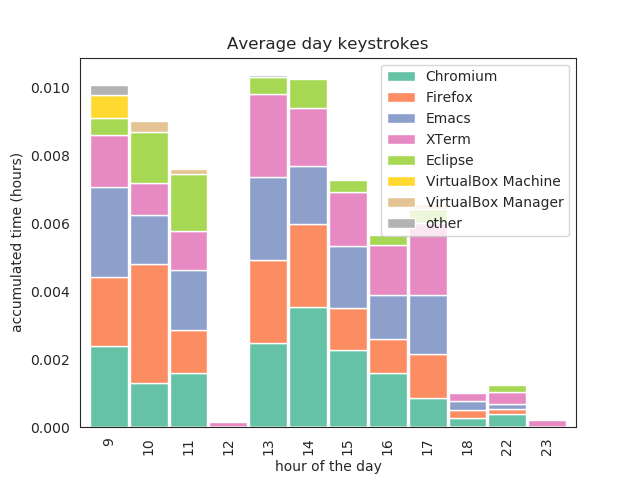 Average day keystrokes
Chromium
Firefox
Emacs
XTerm
Eclipse
VirtualBox Machine
VirtualBox Manager
other
accumulated time (hours)
0.010
0.008
0.006
0.004
0.002
0.000
9 10 11 12 13 14 15 16 17 18 22 23
hour of the day